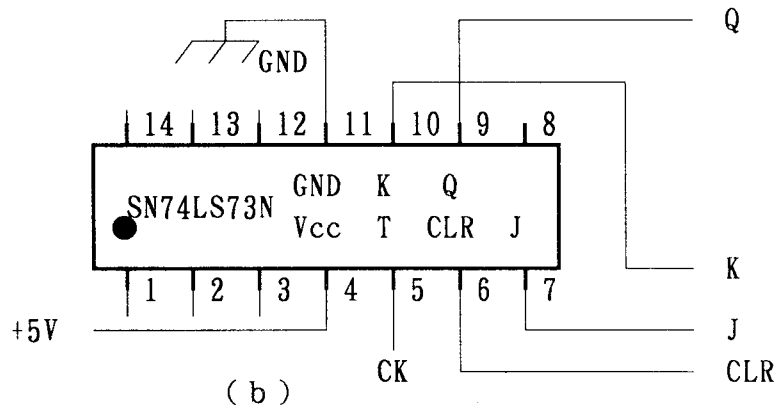 Q
GND
14 13 12 11 10 9 8
GND K Q
SN74LS73N
Vcc T CLR J
K
1 2 3 4 5 6 7
+5V
J
CK
CLR
(b)